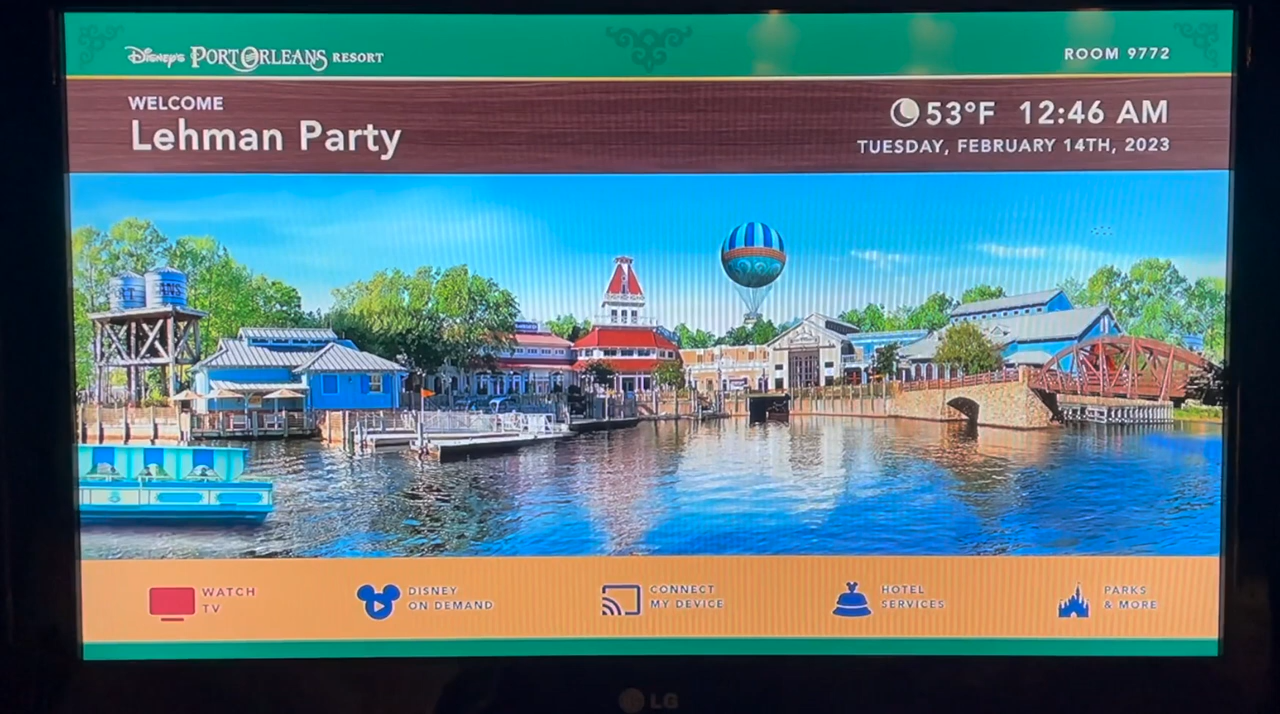 Disney's PORT ORLEANS RESORT
ROOM 9772
WELCOME
Lehman Party
53°F 12:46 AM
TUESDAY, FEBRUARY 14TH, 2023
WATCH
TV
DISNEY
ON DEMAND
CONNECT
MY DEVICE
HOTEL
SERVICES
PARKS
& MORE
LG